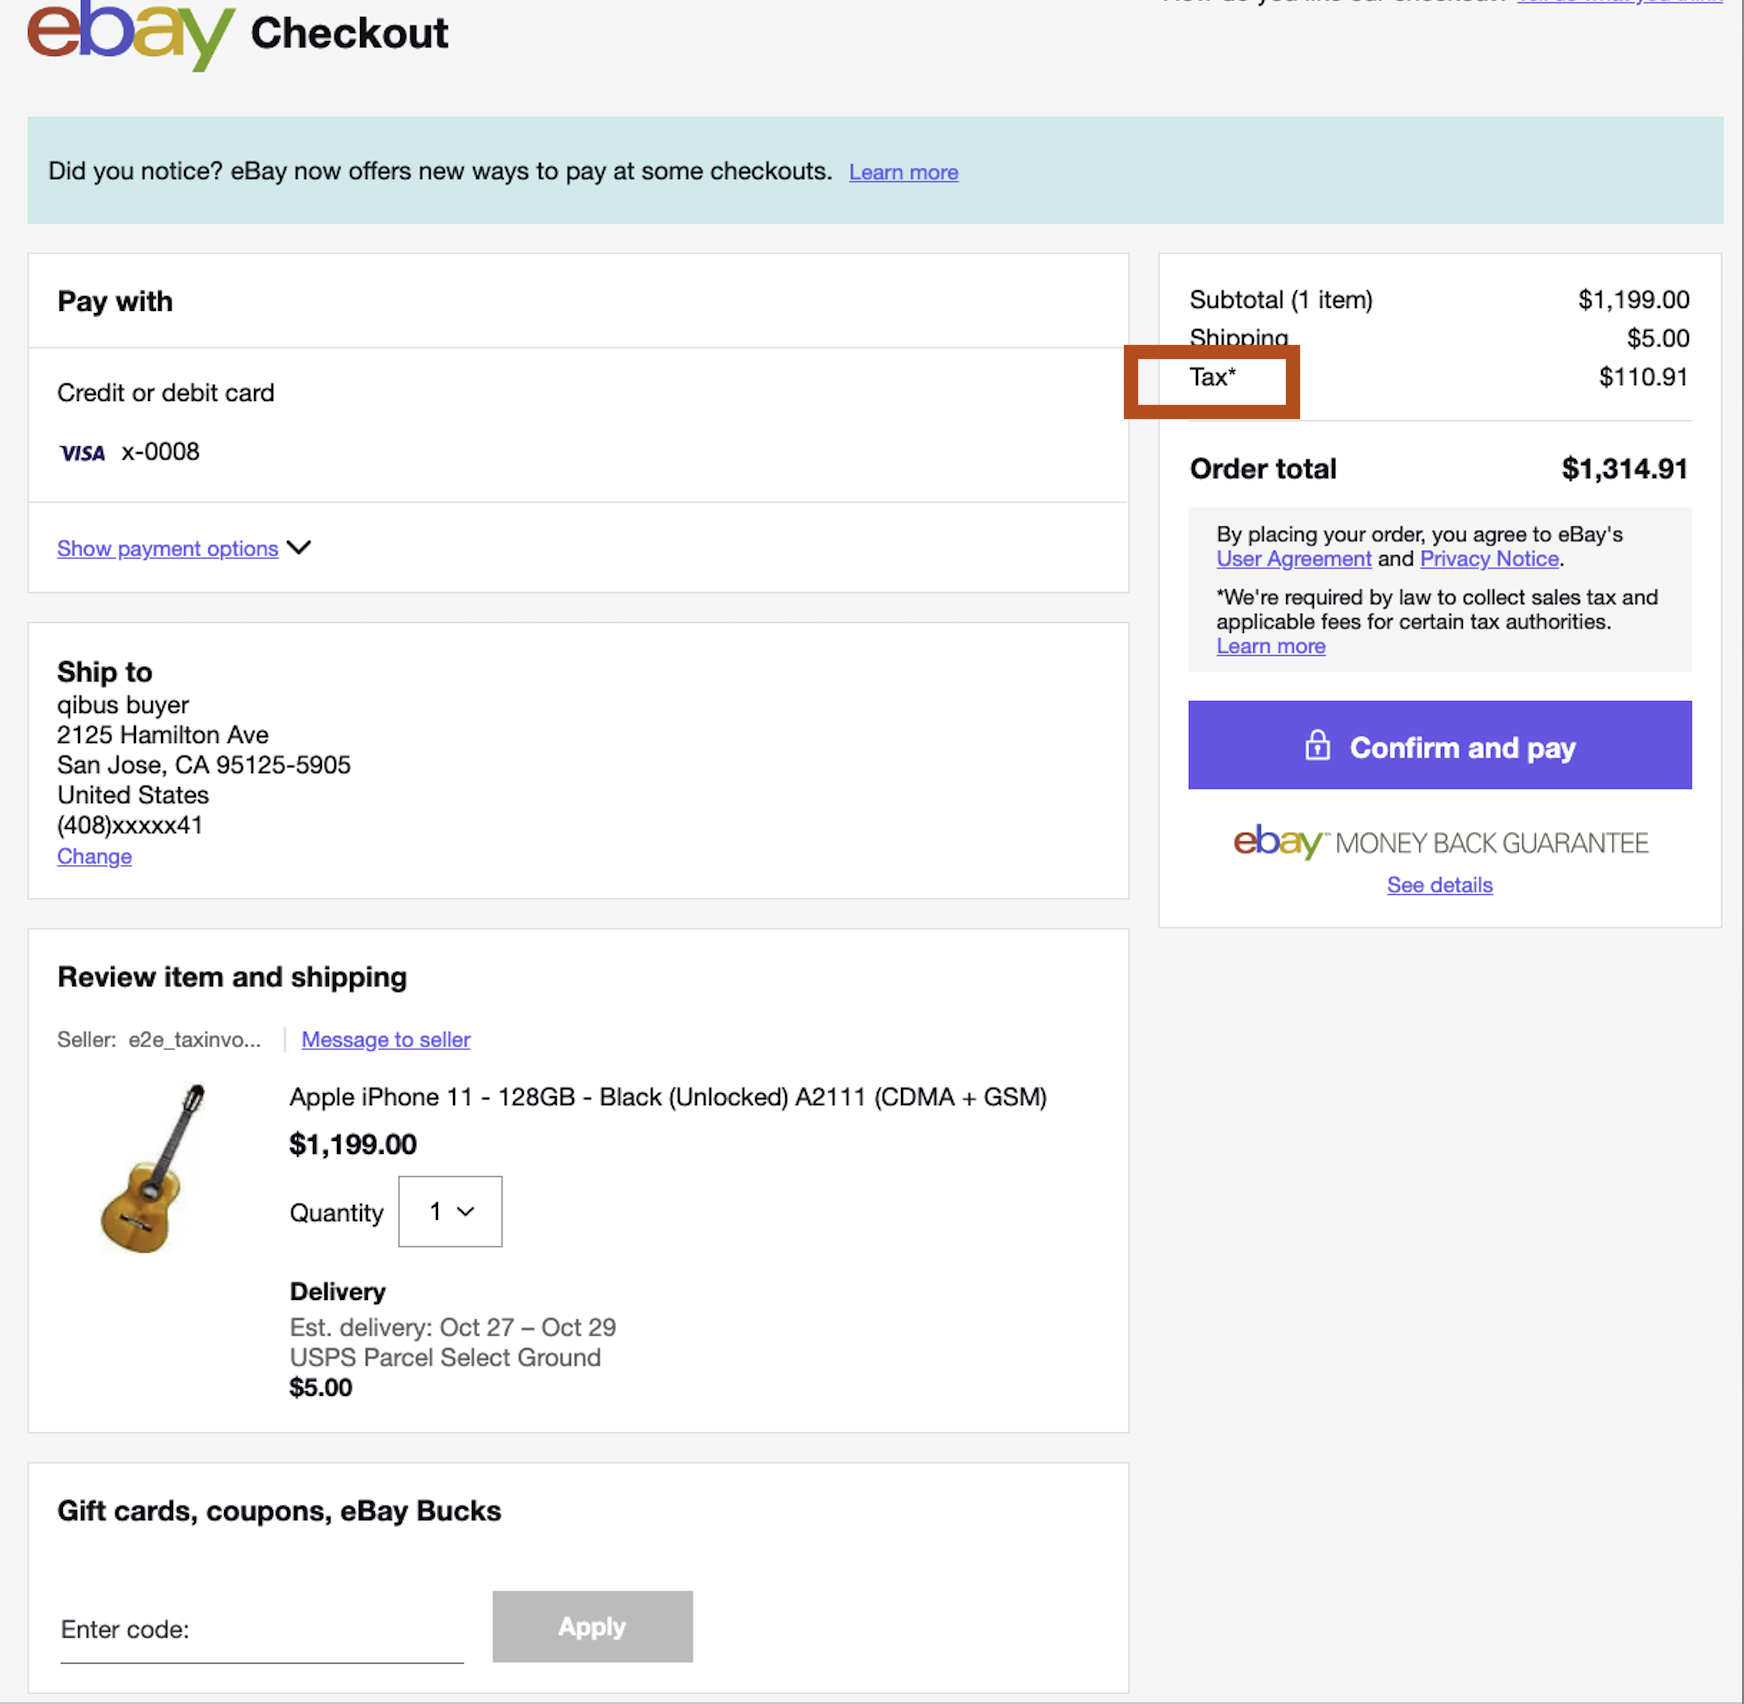 ebay Checkout
Did you notice? eBay now offers new ways to pay at some checkouts. Learn more
Pay with
Credit or debit card
VISA x-0008
Show payment options
Ship to
qibus buyer
2125 Hamilton Ave
San Jose, CA 95125-5905
United States
(408)xxxxx41
Change
Review item and shipping
Seller: e2e_taxinvo... Message to seller
Apple iPhone 11 - 128GB - Black (Unlocked) A2111 (CDMA + GSM)
$1,199.00
Quantity 1
Delivery
Est. delivery: Oct 27 – Oct 29
USPS Parcel Select Ground
$5.00
Gift cards, coupons, eBay Bucks
Enter code:
Apply
Subtotal (1 item) $1,199.00
Shipping $5.00
Tax* $110.91
Order total $1,314.91
By placing your order, you agree to eBay's
User Agreement and Privacy Notice.
*We're required by law to collect sales tax and
applicable fees for certain tax authorities.
Learn more
Confirm and pay
ebay™ MONEY BACK GUARANTEE
See details